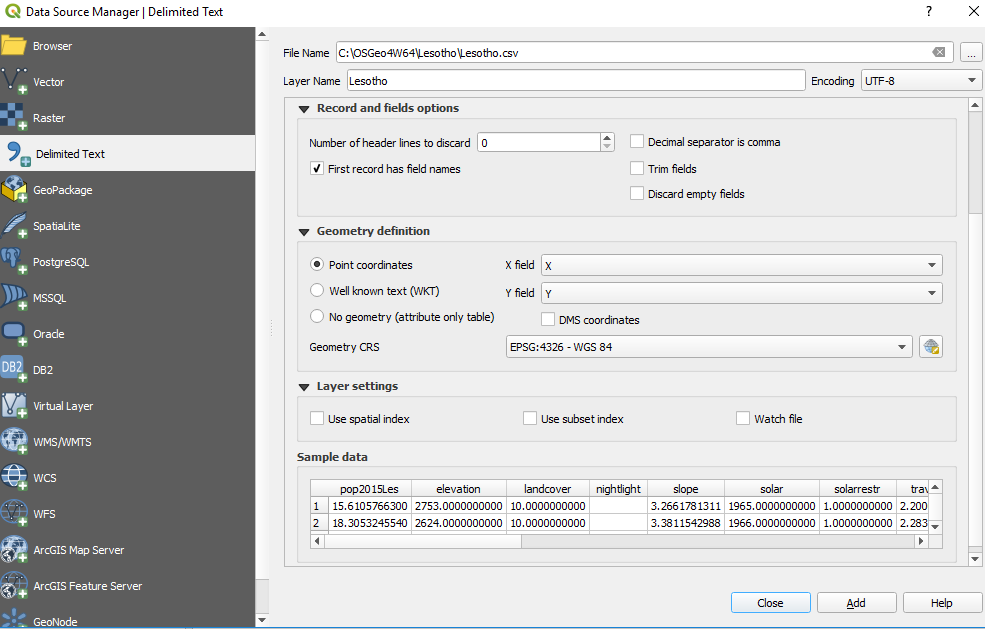 Data Source Manager | Delimited Text
?
Browser
Vector
Raster
Delimited Text
GeoPackage
SpatiaLite
PostgreSQL
MSSQL
Oracle
DB2
DB2
Virtual Layer
WMS/WMTS
WCS
WFS
ArcGIS Map Server
ArcGIS Feature Server
GeoNode
File Name C:\OSGeo4W64\Lesotho\Lesotho.csv ...
Layer Name Lesotho Encoding UTF-8
Record and fields options
Number of header lines to discard 0 Decimal separator is comma
First record has field names Trim fields
Discard empty fields
Geometry definition
Point coordinates X field X
Well known text (WKT) Y field Y
No geometry (attribute only table) DMS coordinates
Geometry CRS EPSG:4326 - WGS 84
Layer settings
Use spatial index Use subset index Watch file
Sample data
pop2015Les elevation landcover nightlight slope solar solarrestr trav
1 15.6105766300 2753.0000000000 10.0000000000 3.2661781311 1965.0000000000 1.0000000000 2.200
2 18.3053245540 2624.0000000000 10.0000000000 3.3811542988 1966.0000000000 1.0000000000 2.283
Close Add Help